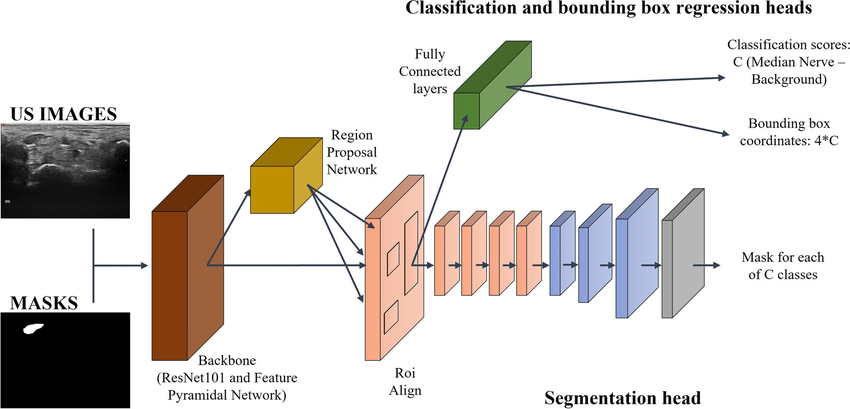 Classification and bounding box regression heads
Fully
Connected
layers
Classification scores:
C (Median Nerve –
Background)
US IMAGES
Region
Proposal
Network
Bounding box
coordinates: 4*C
Mask for each
of C classes
MASKS
Backbone
(ResNet101 and Feature
Pyramidal Network)
Roi
Align
Segmentation head